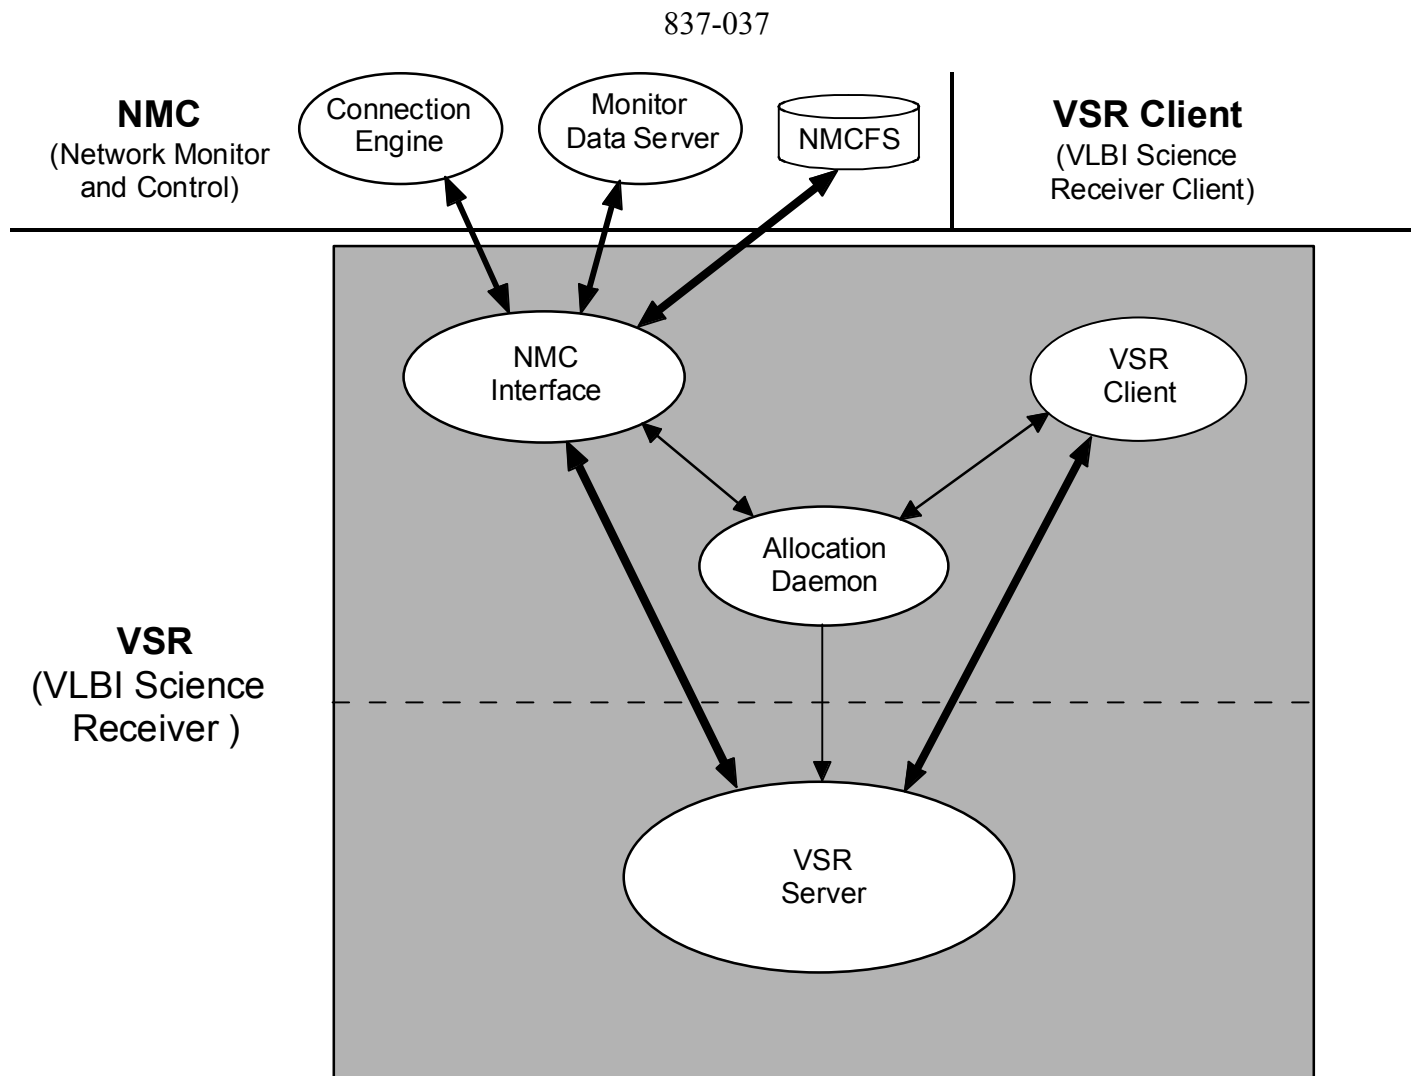 837-037
NMC
(Network Monitor
and Control)
Connection
Engine
Monitor
Data Server
NMCFS
VSR Client
(VLBI Science
Receiver Client)
NMC
Interface
VSR
Client
Allocation
Daemon
VSR
(VLBI Science
Receiver )
VSR
Server